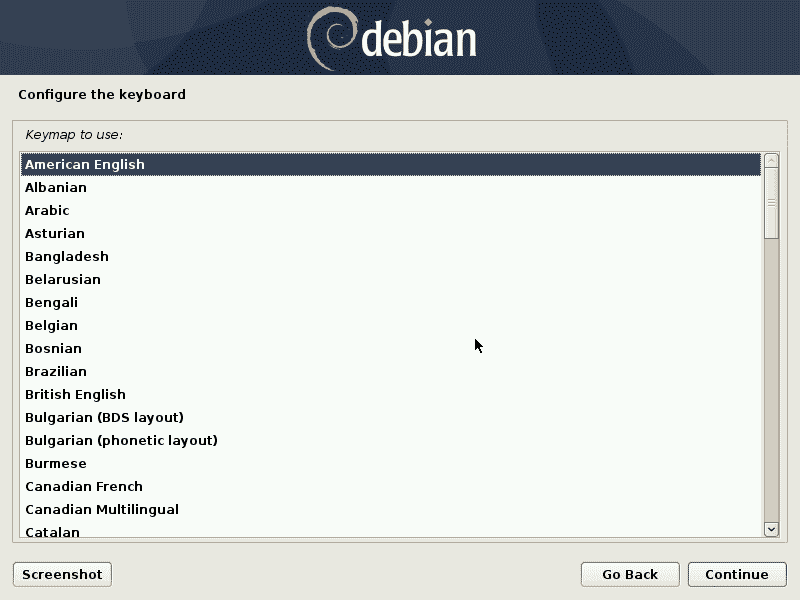 debian
Configure the keyboard
Keymap to use:
American English
Albanian
Arabic
Asturian
Bangladesh
Belarusian
Bengali
Belgian
Bosnian
Brazilian
British English
Bulgarian (BDS layout)
Bulgarian (phonetic layout)
Burmese
Canadian French
Canadian Multilingual
Catalan
Screenshot
Go Back
Continue